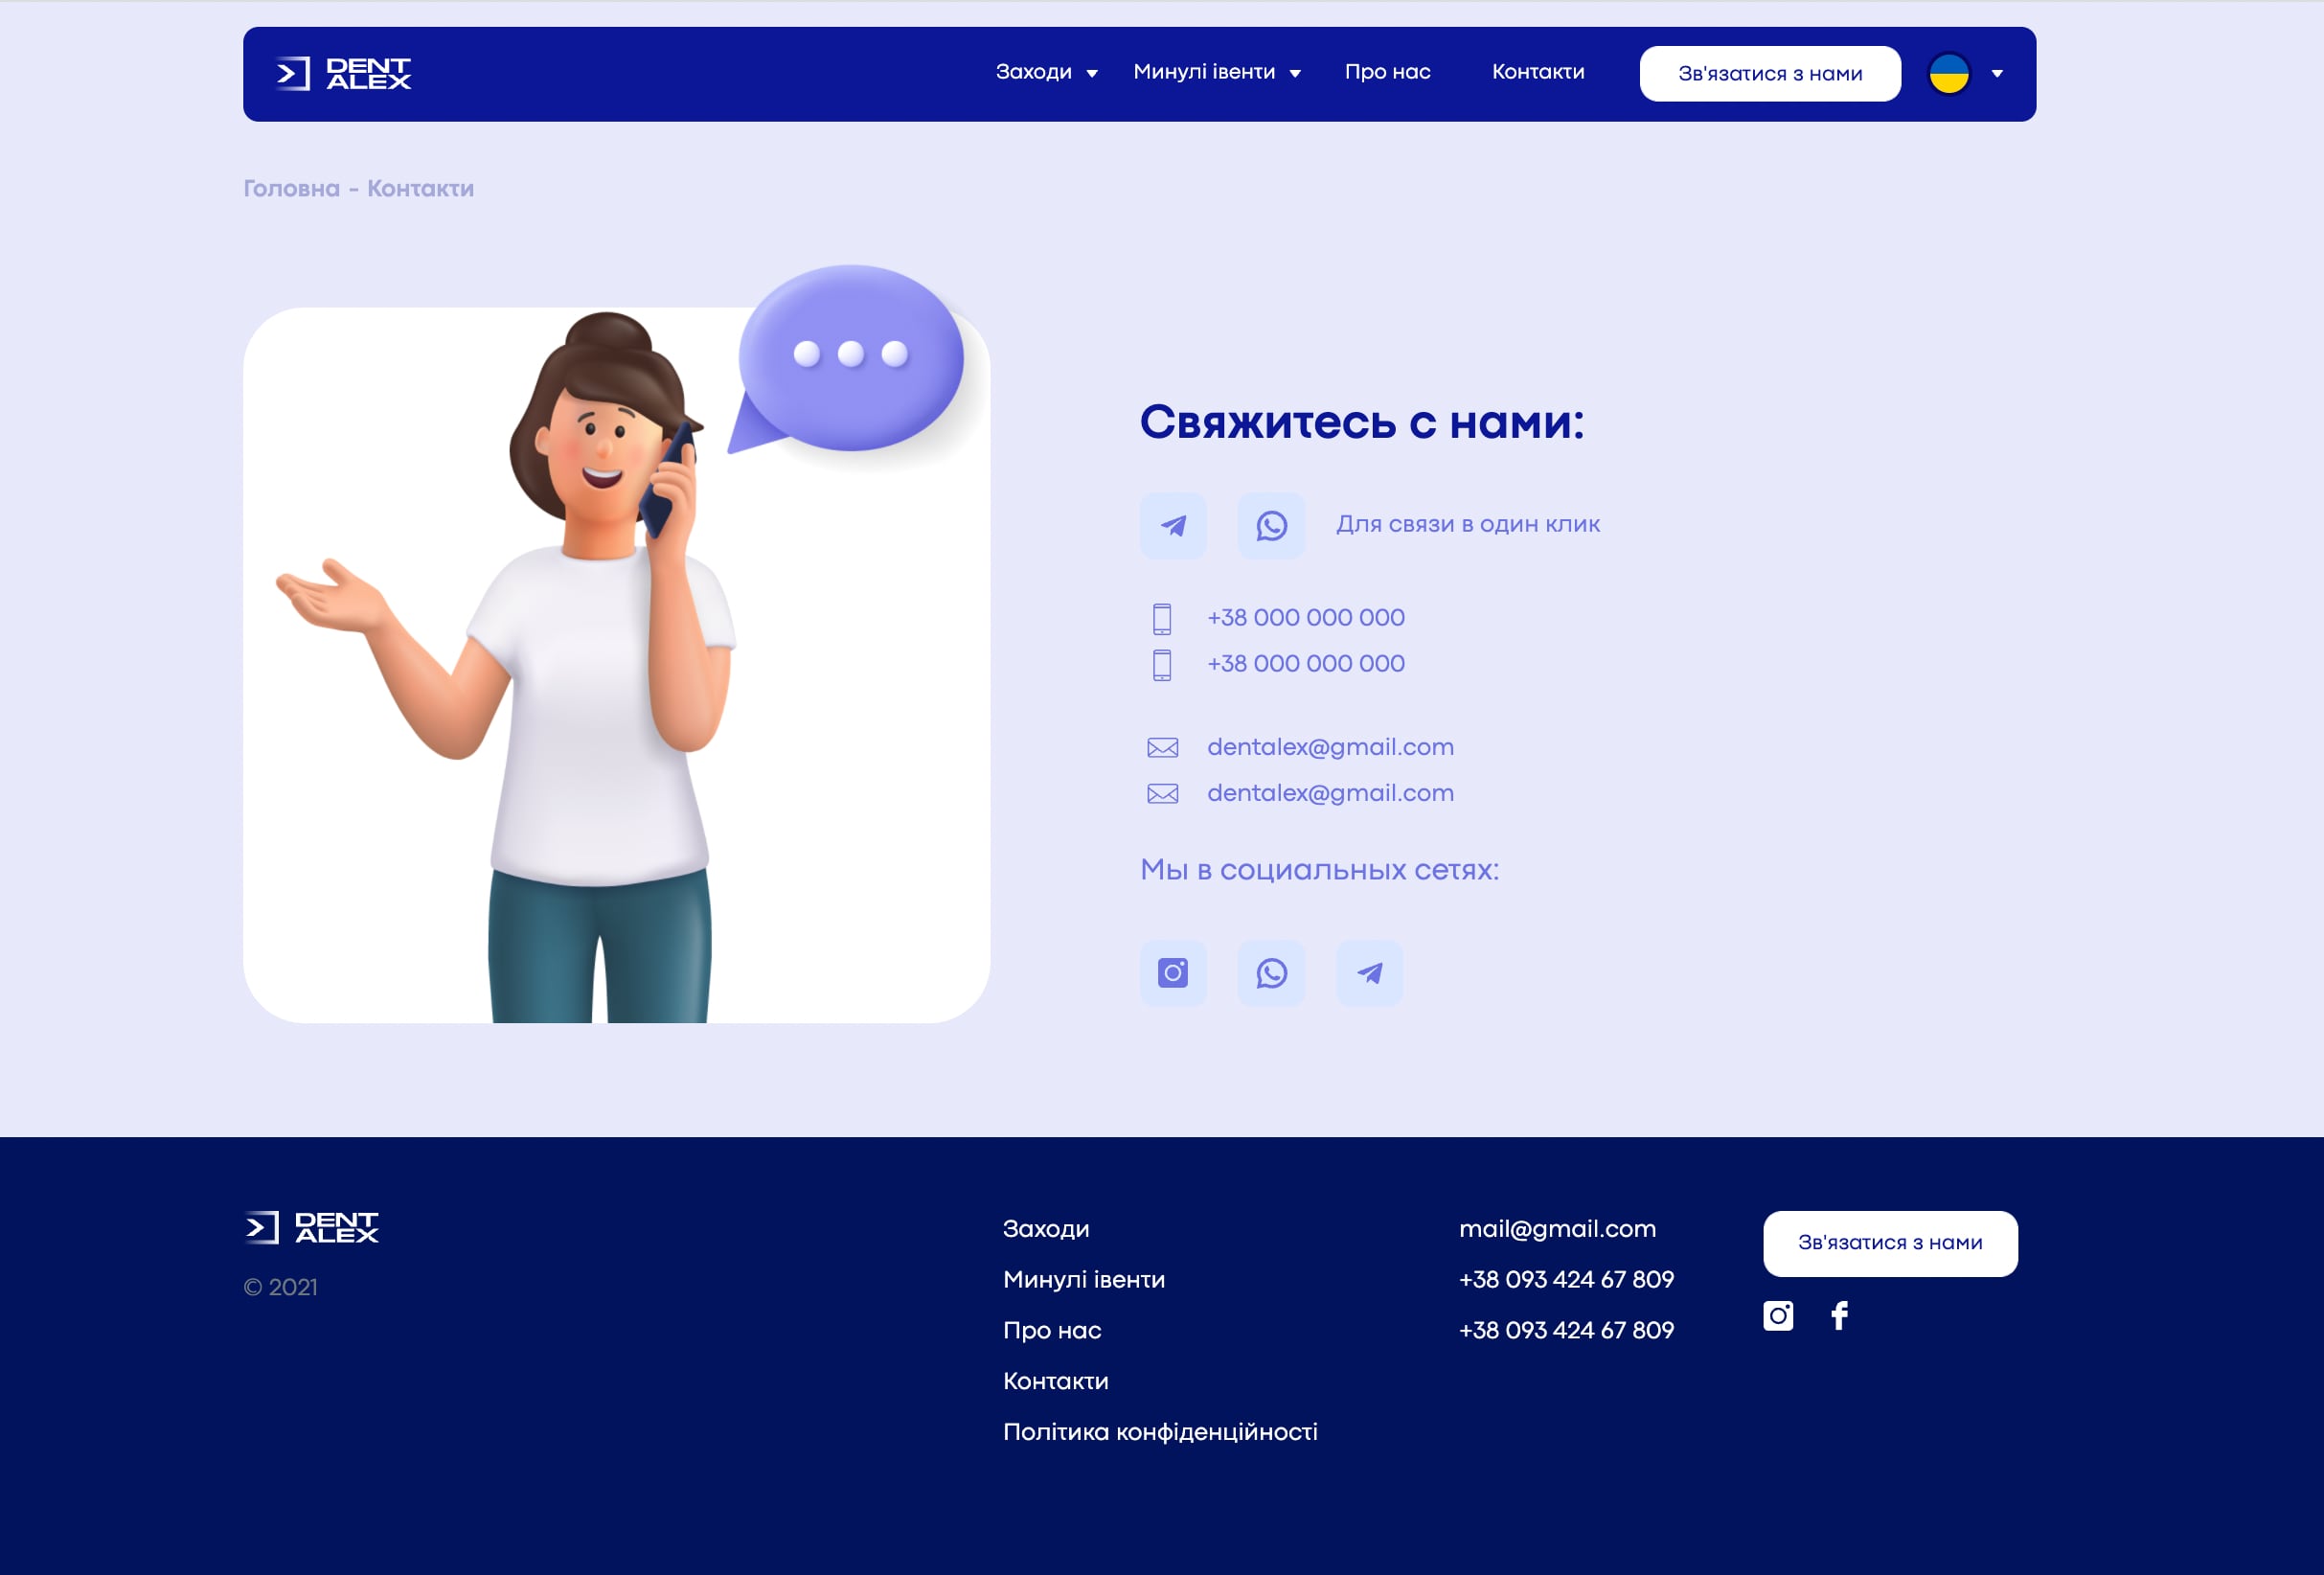 DENT
ALEX
Заходи
Минулі івенти
Про нас
Контакти
Зв'язатися з нами
Головна - Контакти
Свяжитесь с нами:
Для связи в один клик
+38 000 000 000
+38 000 000 000
dentalex@gmail.com
dentalex@gmail.com
Мы в социальных сетях:
DENT
ALEX
© 2021
Заходи
Минулі івенти
Про нас
Контакти
Політика конфіденційності
mail@gmail.com
+38 093 424 67 809
+38 093 424 67 809
Зв'язатися з нами